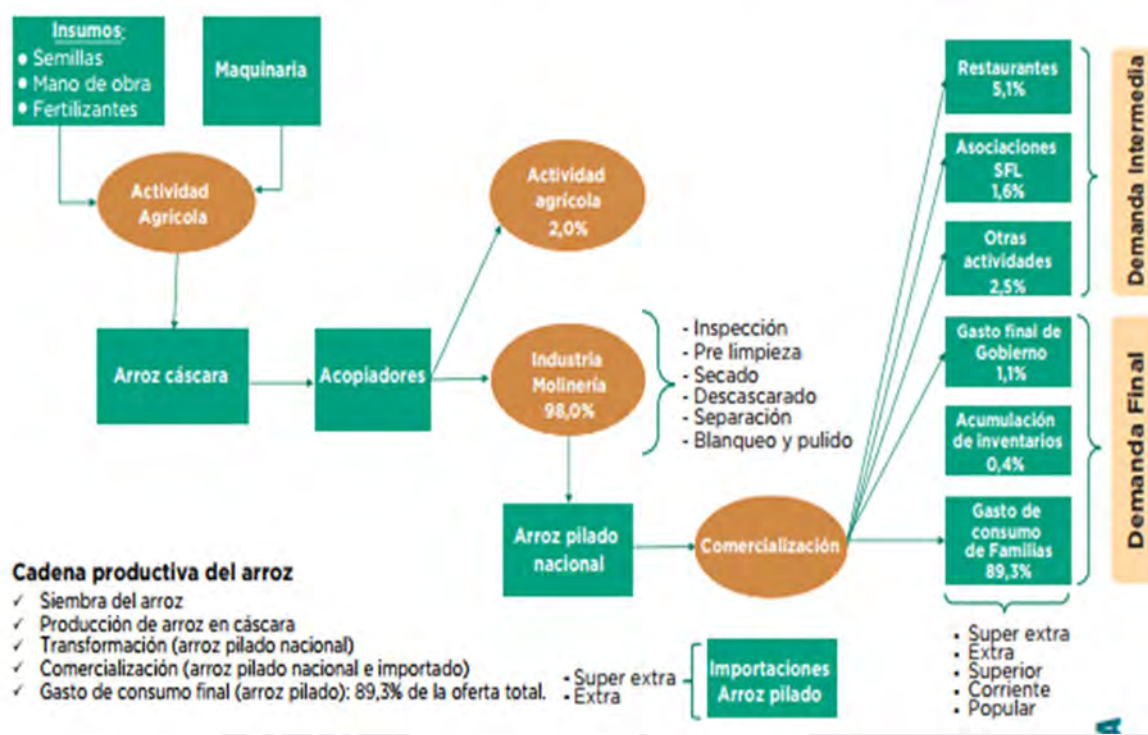 Insumos:
• Semillas
• Mano de obra
• Fertilizantes
Maquinaria
Actividad
Agrícola
Arroz cáscara
Acopiadores
Actividad
agrícola
2,0%
Industria
Molinería
98,0%
- Inspección
- Pre limpieza
- Secado
- Descascarado
- Separación
- Blanqueo y pulido
Arroz pilado
nacional
Comercialización
Restaurantes
5,1%
Asociaciones
SFL
1,6%
Otras
actividades
2,5%
Demanda Intermedia
Gasto final de
Gobierno
1,1%
Acumulación
de inventarios
0,4%
Gasto de
consumo
de Familias
89,3%
Demanda Final
• Super extra
• Extra
• Superior
• Corriente
• Popular
Cadena productiva del arroz
✓ Siembra del arroz
✓ Producción de arroz en cáscara
✓ Transformación (arroz pilado nacional)
✓ Comercialización (arroz pilado nacional e importado)
✓ Gasto de consumo final (arroz pilado): 89,3% de la oferta total.
- Super extra
- Extra
Importaciones
Arroz pilado
A